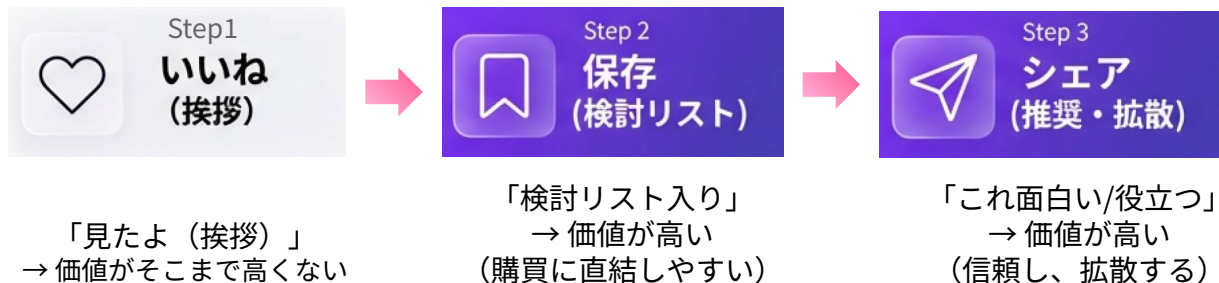 Step1
いいね
（挨拶）
Step 2
保存
(検討リスト)
Step 3
シェア
(推奨・拡散)
「見たよ（挨拶）」
→ 価値がそこまで高くない
「検討リスト入り」
→ 価値が高い
（購買に直結しやすい）
「これ面白い/役立つ」
→ 価値が高い
（信頼し、拡散する）